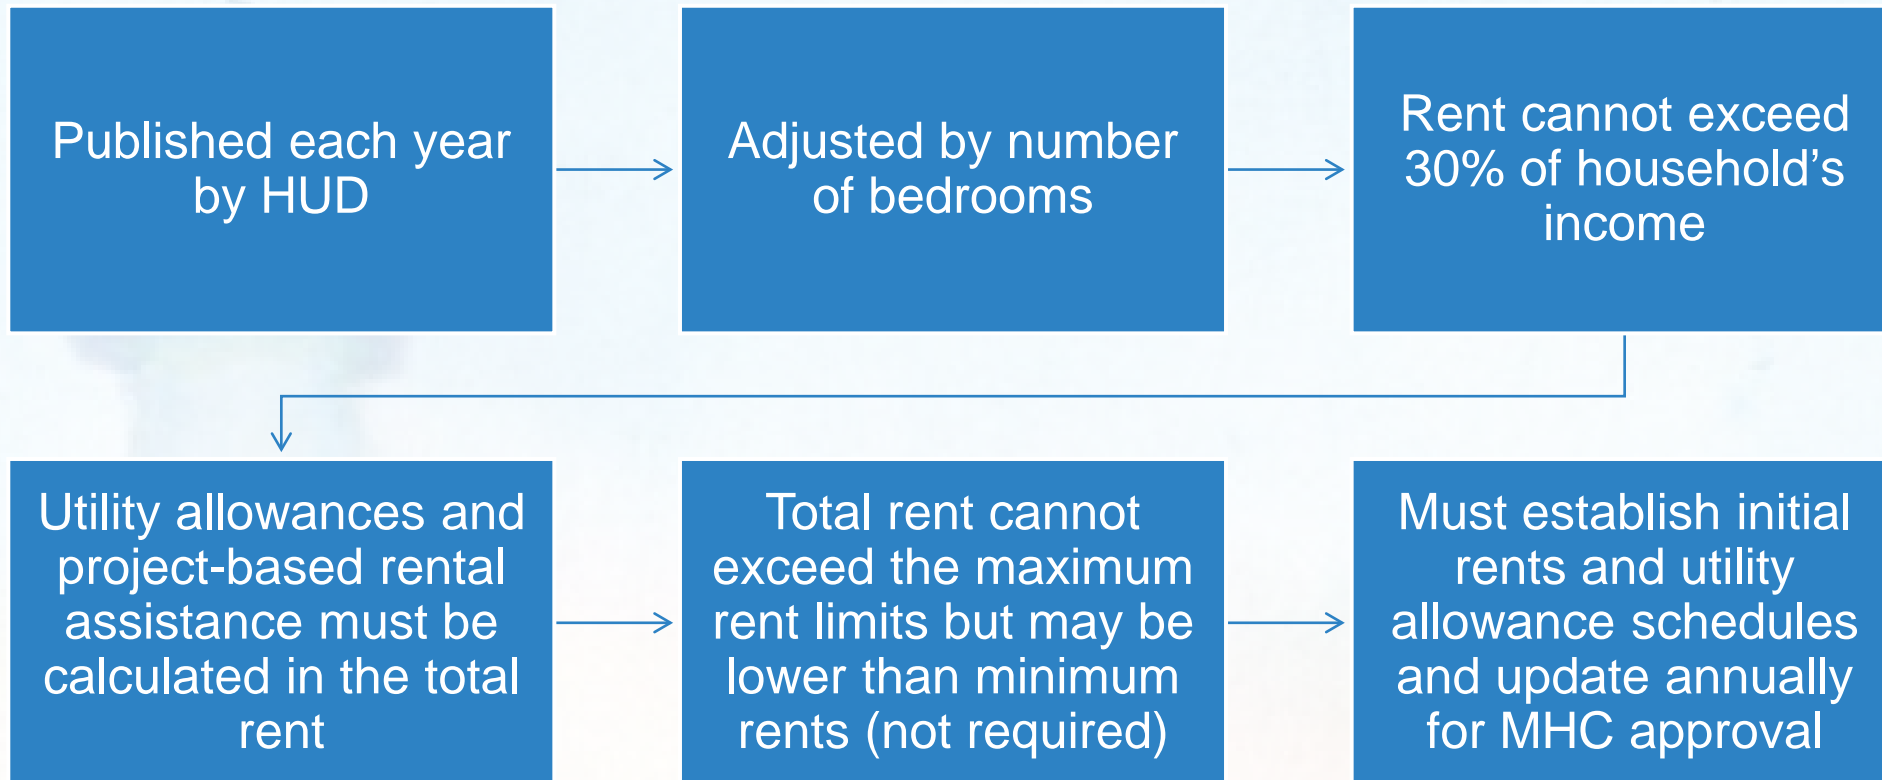 Published each year
by HUD
Adjusted by number
of bedrooms
Rent cannot exceed
30% of household’s
income
Utility allowances and
project-based rental
assistance must be
calculated in the total
rent
Total rent cannot
exceed the maximum
rent limits but may be
lower than minimum
rents (not required)
Must establish initial
rents and utility
allowance schedules
and update annually
for MHC approval